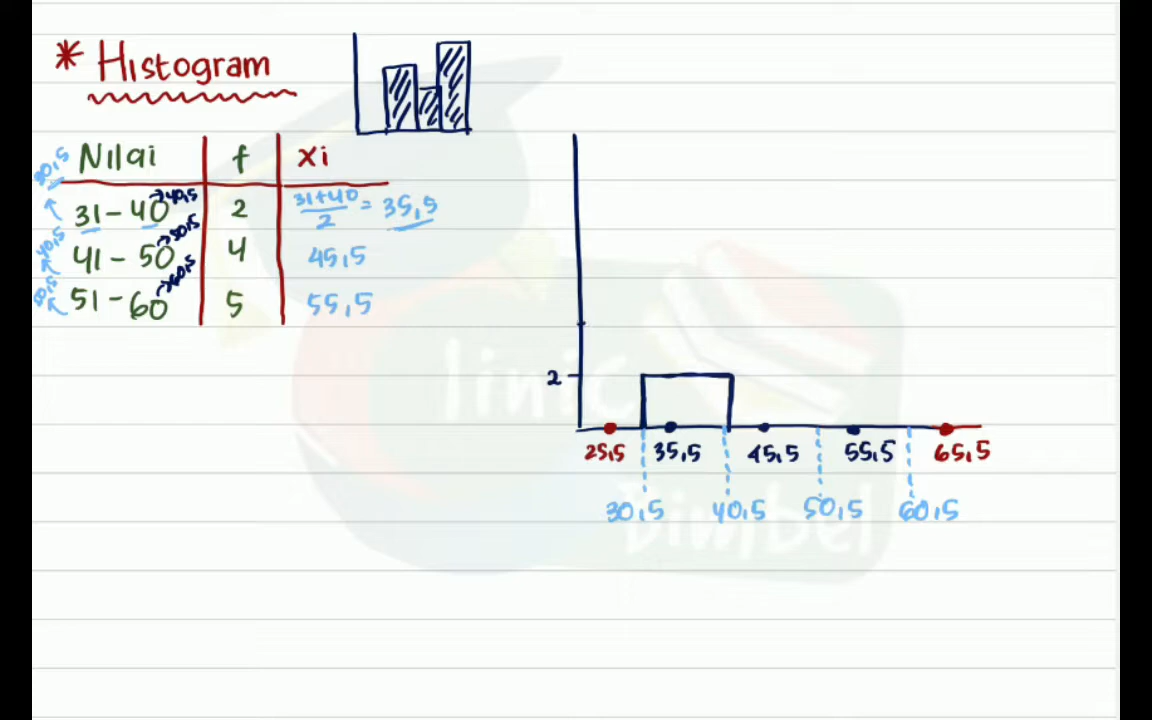 * Histogram
Nilai f xi
30,5
31 - 40 → 40,5 2 31+40/2 = 35,5
40,5 41 - 50 → 50,5 4 45,5
50,5 51 - 60 → 60,5 5 55,5
2
25,5 35,5 45,5 55,5 65,5
30,5 40,5 50,5 60,5
linic
Bimbel